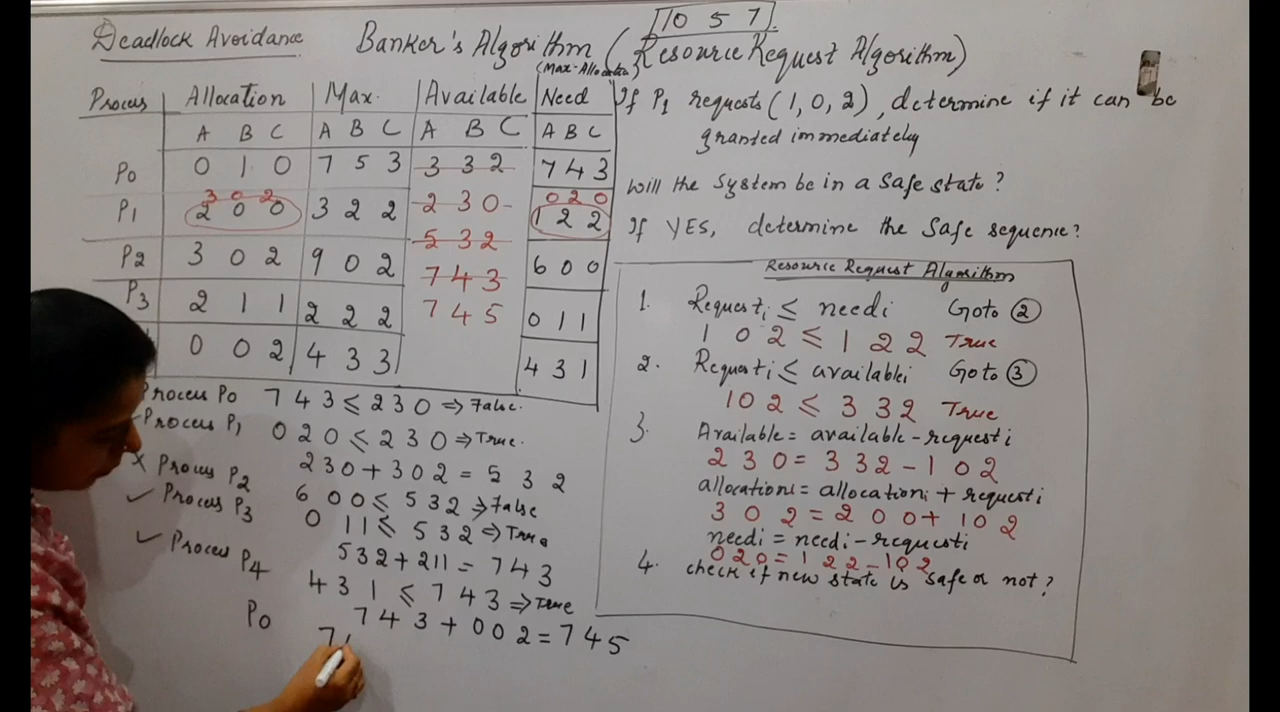 10 5 7
Deadlock Avoidance Banker's Algorithm (Resource Request Algorithm)
(Max-Allocation)
Process Allocation Max. Available Need
A B C A B C A B C A B C
P0 0 1 0 7 5 3 3 3 2 7 4 3
3 0 2 0 2 0
P1 2 0 0 3 2 2 2 3 0 1 2 2
5 3 2
P2 3 0 2 9 0 2 7 4 3 6 0 0
P3 2 1 1 2 2 2 7 4 5 0 1 1
0 0 2 4 3 3 4 3 1
If P1 requests (1, 0, 2), determine if it can be
granted immediately
Will the system be in a Safe state?
If YES, determine the Safe sequence?
Resource Request Algorithm
1. Requesti ≤ needi Goto 2
1 0 2 ≤ 1 2 2 True
2. Requesti ≤ availablei Goto 3
1 0 2 ≤ 3 3 2 True
3. Available = available - requesti
2 3 0 = 3 3 2 - 1 0 2
allocationi = allocationi + requesti
3 0 2 = 2 0 0 + 1 0 2
needi = needi - requesti
0 2 0 = 1 2 2 - 1 0 2
4. check if new state is safe or not?
Process P0 7 4 3 ≤ 2 3 0 ⇒ False.
Process P1 0 2 0 ≤ 2 3 0 ⇒ True.
2 3 0 + 3 0 2 = 5 3 2
x Process P2 6 0 0 ≤ 5 3 2 ⇒ False
✓ Process P3 0 1 1 ≤ 5 3 2 ⇒ True
5 3 2 + 2 1 1 = 7 4 3
✓ Process P4 4 3 1 ≤ 7 4 3 ⇒ True
7 4 3 + 0 0 2 = 7 4 5
P0 7